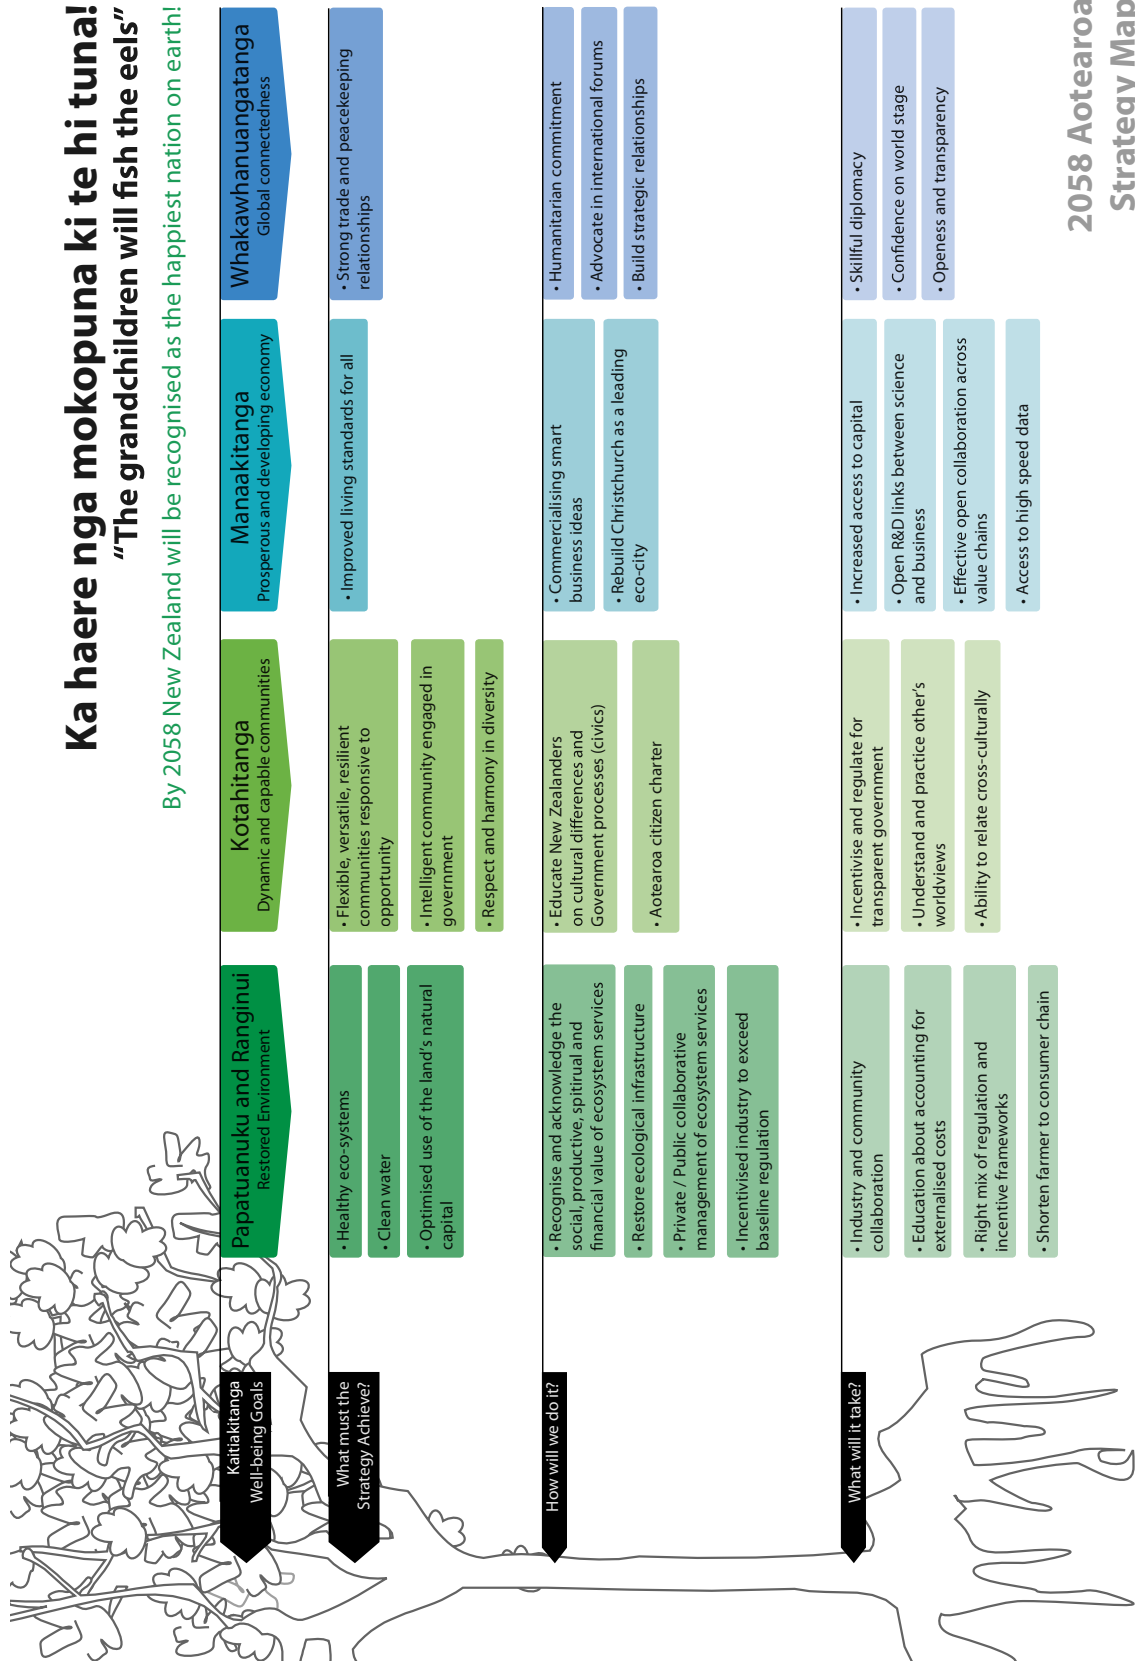 Ka haere nga mokopuna ki te hi tuna!
“The grandchildren will fish the eels”
By 2058 New Zealand will be recognised as the happiest nation on earth!
Kaitiakitanga
Well-being Goals
Papatuanuku and Ranginui
Restored Environment
Kotahitanga
Dynamic and capable communities
Manaakitanga
Prosperous and developing economy
Whakawhanuangatanga
Global connectedness
What must the
Strategy Achieve?
• Healthy eco-systems
• Clean water
• Optimised use of the land’s natural
capital
• Flexible, versatile, resilient
communities responsive to
opportunity
• Intelligent community engaged in
government
• Respect and harmony in diversity
• Improved living standards for all
• Strong trade and peacekeeping
relationships
How will we do it?
• Recognise and acknowledge the
social, productive, spitirual and
financial value of ecosystem services
• Restore ecological infrastructure
• Private / Public collaborative
management of ecosystem services
• Incentivised industry to exceed
baseline regulation
• Educate New Zealanders
on cultural differences and
Government processes (civics)
• Aotearoa citizen charter
• Commercialising smart
business ideas
• Rebuild Christchurch as a leading
eco-city
• Humanitarian commitment
• Advocate in international forums
• Build strategic relationships
What will it take?
• Industry and community
collaboration
• Education about accounting for
externalised costs
• Right mix of regulation and
incentive frameworks
• Shorten farmer to consumer chain
• Incentivise and regulate for
transparent government
• Understand and practice other’s
worldviews
• Ability to relate cross-culturally
• Increased access to capital
• Open R&D links between science
and business
• Effective open collaboration across
value chains
• Access to high speed data
• Skillful diplomacy
• Confidence on world stage
• Openess and transparency
2058 Aotearoa
Strategy Map